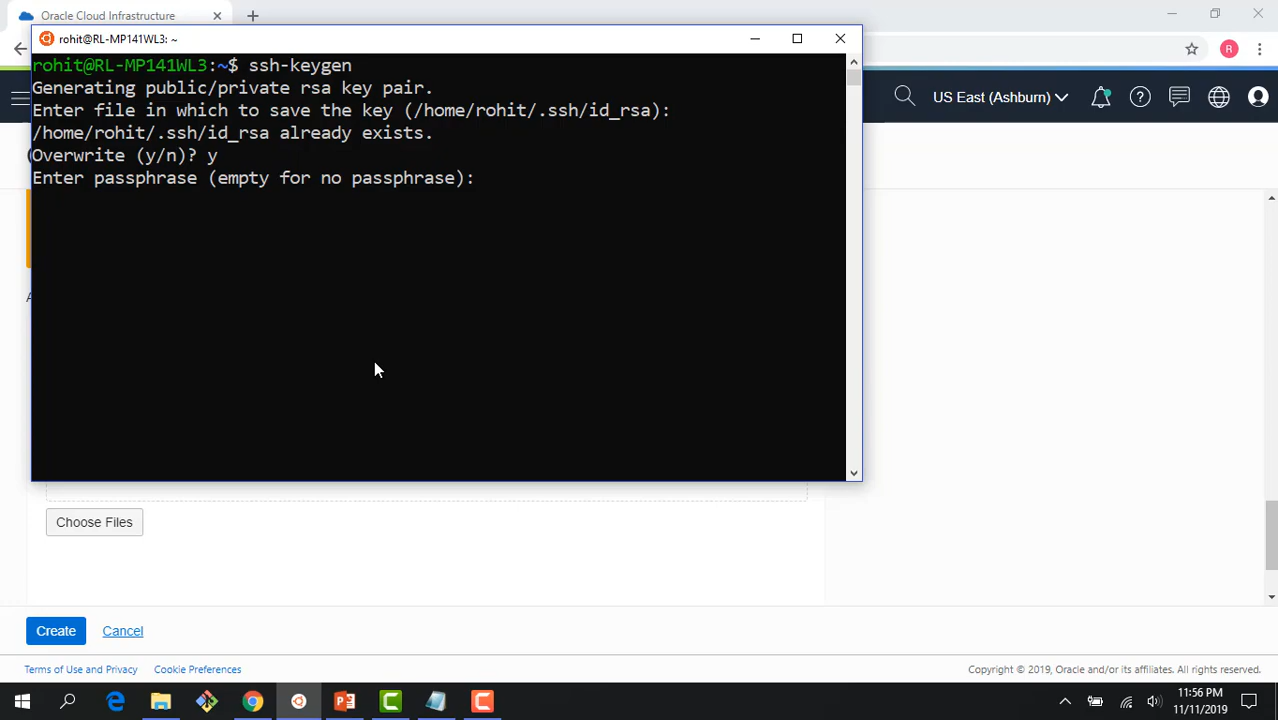 Oracle Cloud Infrastructure
rohit@RL-MP141WL3: ~
rohit@RL-MP141WL3:~$ ssh-keygen
Generating public/private rsa key pair.
Enter file in which to save the key (/home/rohit/.ssh/id_rsa):
/home/rohit/.ssh/id_rsa already exists.
Overwrite (y/n)? y
Enter passphrase (empty for no passphrase):
R
US East (Ashburn)
Choose Files
Create Cancel
Terms of Use and Privacy Cookie Preferences
Copyright © 2019, Oracle and/or its affiliates. All rights reserved.
11:56 PM
11/11/2019